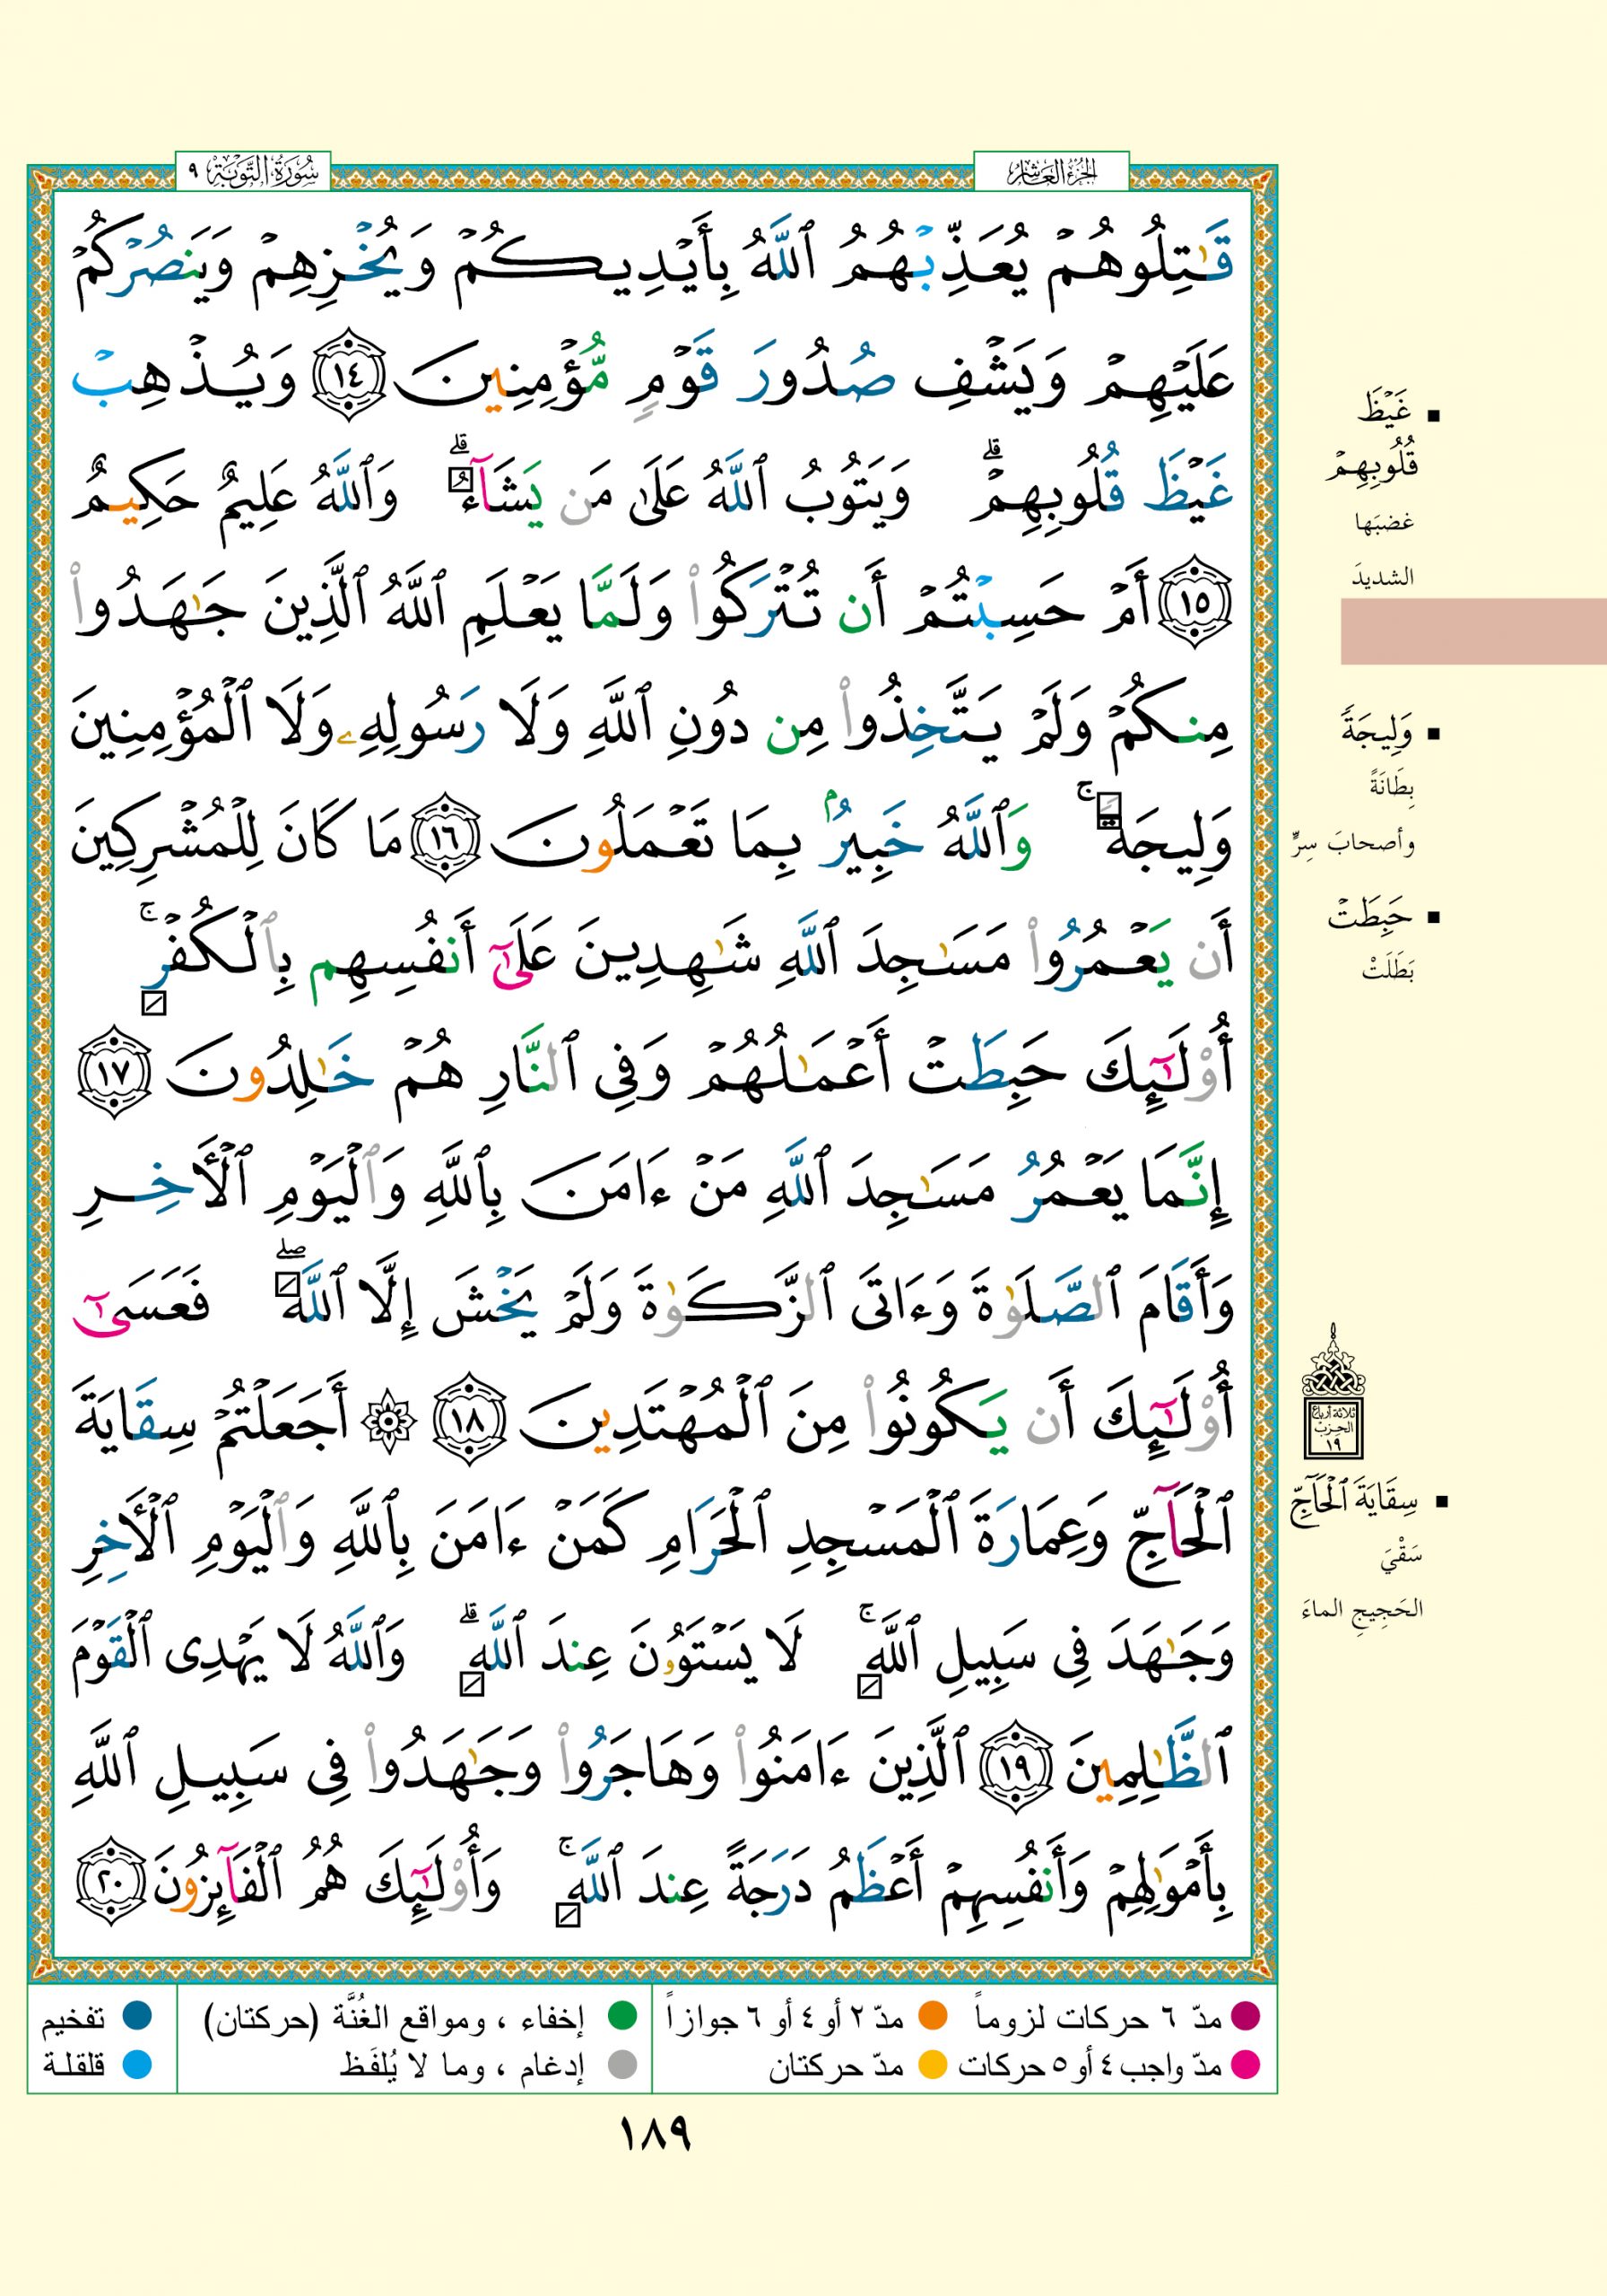 الجزء العاشر
سورة التوبة ٩
قَـٰتِلُوهُمْ يُعَذِّبْهُمُ ٱللَّهُ بِأَيْدِيكُمْ وَيُخْزِهِمْ وَيَنصُرْكُمْ
عَلَيْهِمْ وَيَشْفِ صُدُورَ قَوْمٍ مُّؤْمِنِينَ ١٤ وَيُذْهِبْ
غَيْظَ قُلُوبِهِمْ ۗ وَيَتُوبُ ٱللَّهُ عَلَىٰ مَن يَشَآءُ ۗ وَٱللَّهُ عَلِيمٌ حَكِيمٌ
١٥ أَمْ حَسِبْتُمْ أَن تُتْرَكُوا۟ وَلَمَّا يَعْلَمِ ٱللَّهُ ٱلَّذِينَ جَـٰهَدُوا۟
مِنكُمْ وَلَمْ يَتَّخِذُوا۟ مِن دُونِ ٱللَّهِ وَلَا رَسُولِهِۦ وَلَا ٱلْمُؤْمِنِينَ
وَلِيجَةً ۚ وَٱللَّهُ خَبِيرٌۢ بِمَا تَعْمَلُونَ ١٦ مَا كَانَ لِلْمُشْرِكِينَ
أَن يَعْمُرُوا۟ مَسَـٰجِدَ ٱللَّهِ شَـٰهِدِينَ عَلَىٰٓ أَنفُسِهِم بِٱلْكُفْرِ ۚ
أُو۟لَـٰٓئِكَ حَبِطَتْ أَعْمَـٰلُهُمْ وَفِى ٱلنَّارِ هُمْ خَـٰلِدُونَ ١٧
إِنَّمَا يَعْمُرُ مَسَـٰجِدَ ٱللَّهِ مَنْ ءَامَنَ بِٱللَّهِ وَٱلْيَوْمِ ٱلْـَٔاخِرِ
وَأَقَامَ ٱلصَّلَوٰةَ وَءَاتَى ٱلزَّكَوٰةَ وَلَمْ يَخْشَ إِلَّا ٱللَّهَ ۖ فَعَسَىٰٓ
أُو۟لَـٰٓئِكَ أَن يَكُونُوا۟ مِنَ ٱلْمُهْتَدِينَ ١٨ ۞ أَجَعَلْتُمْ سِقَايَةَ
ٱلْحَآجِّ وَعِمَارَةَ ٱلْمَسْجِدِ ٱلْحَرَامِ كَمَنْ ءَامَنَ بِٱللَّهِ وَٱلْيَوْمِ ٱلْـَٔاخِرِ
وَجَـٰهَدَ فِى سَبِيلِ ٱللَّهِ ۚ لَا يَسْتَوُۥنَ عِندَ ٱللَّهِ ۗ وَٱللَّهُ لَا يَهْدِى ٱلْقَوْمَ
ٱلظَّـٰلِمِينَ ١٩ ٱلَّذِينَ ءَامَنُوا۟ وَهَاجَرُوا۟ وَجَـٰهَدُوا۟ فِى سَبِيلِ ٱللَّهِ
بِأَمْوَٰلِهِمْ وَأَنفُسِهِمْ أَعْظَمُ دَرَجَةً عِندَ ٱللَّهِ ۚ وَأُو۟لَـٰٓئِكَ هُمُ ٱلْفَآئِزُونَ ٢٠
▪ غَيْظَ
قُلُوبِهِمْ
غضبَها
الشديدَ
▪ وَلِيجَةً
بِطَانَةً
وأصحابَ سِرٍّ
▪ حَبِطَتْ
بَطَلَتْ
ثلاثة أرباع
الحزب
١٩
▪ سِقَايَةَ ٱلْحَآجِّ
سَقْيَ
الحَجِيجِ الماءَ
مدّ ٦ حركات لزوماً مدّ ٢ أو ٤ أو ٦ جوازاً إخفاء ، ومواقع الغُنَّة (حركتان) تفخيم
مدّ واجب ٤ أو ٥ حركات مدّ حركتان إدغام ، وما لا يُلفَظ قلقلة
١٨٩